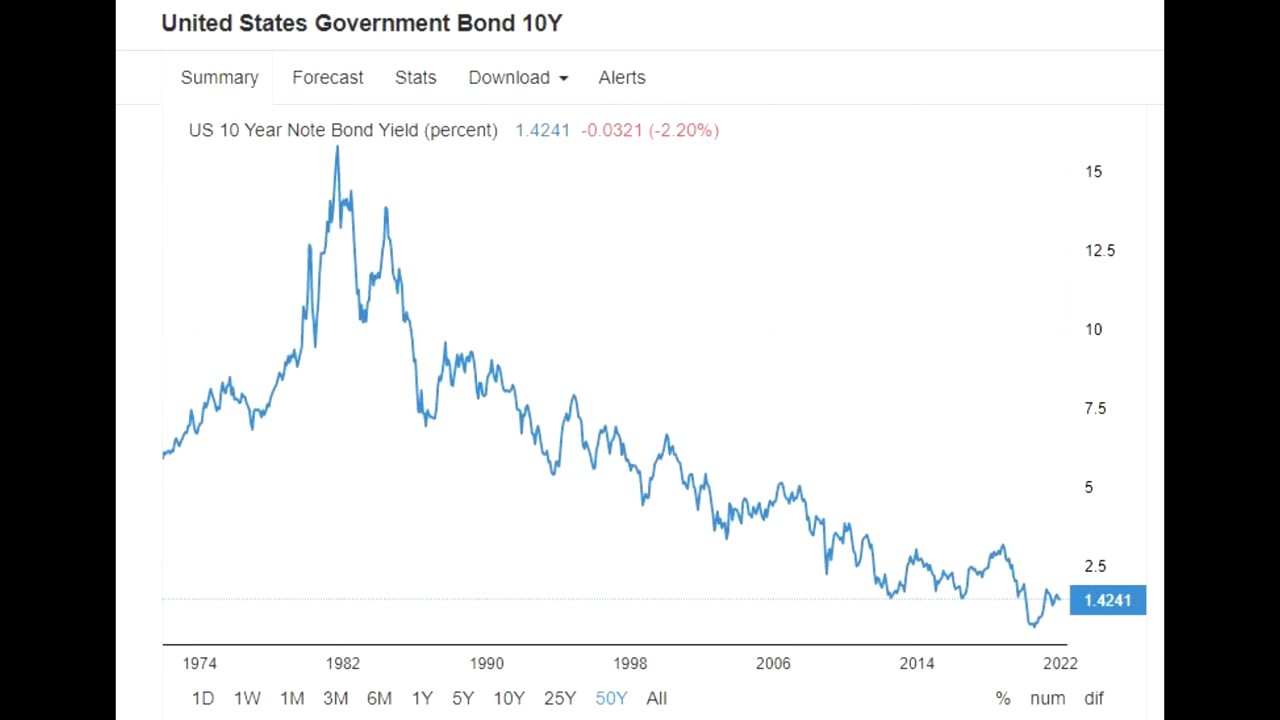 United States Government Bond 10Y
Summary Forecast Stats Download Alerts
US 10 Year Note Bond Yield (percent) 1.4241 -0.0321 (-2.20%)
15
12.5
10
7.5
5
2.5
1.4241
1974 1982 1990 1998 2006 2014 2022
1D 1W 1M 3M 6M 1Y 5Y 10Y 25Y 50Y All % num dif